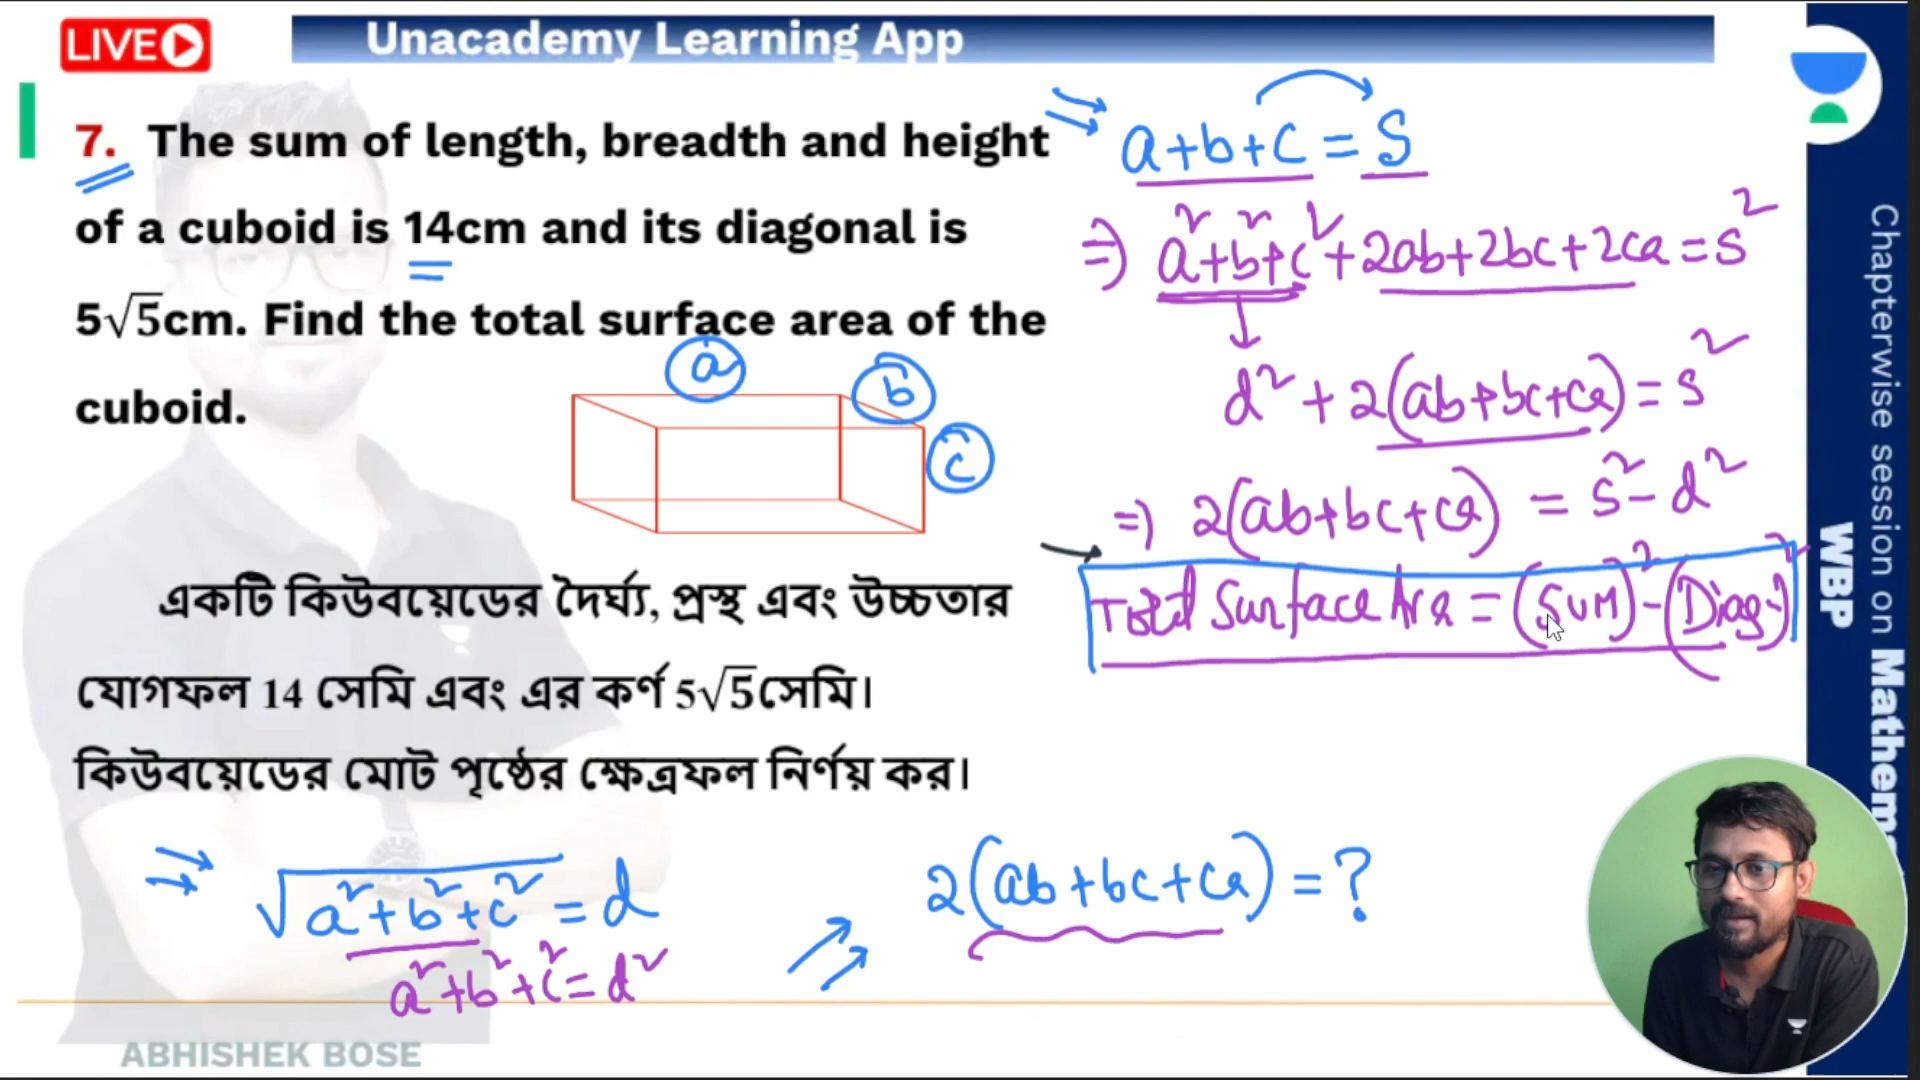 LIVE
Unacademy Learning App
7. The sum of length, breadth and height
of a cuboid is 14cm and its diagonal is
5√5cm. Find the total surface area of the
cuboid.
a
b
c
একটি কিউবয়েডের দৈর্ঘ্য, প্রস্থ এবং উচ্চতার
যোগফল 14 সেমি এবং এর কর্ণ 5√5সেমি।
কিউবয়েডের মোট পৃষ্ঠের ক্ষেত্রফল নির্ণয় কর।
√a²+b²+c² = d
a²+b²+c² = d²
2(ab+bc+ca) = ?
a+b+c = S
⇒) a²+b²+c²+2ab+2bc+2ca = S²
d² + 2(ab+bc+ca) = S²
⇒) 2(ab+bc+ca) = S² - d²
Total Surface Area = (SUM)² - (Diag.)²
ABHISHEK BOSE
Chapterwise session on Mathem
WBP